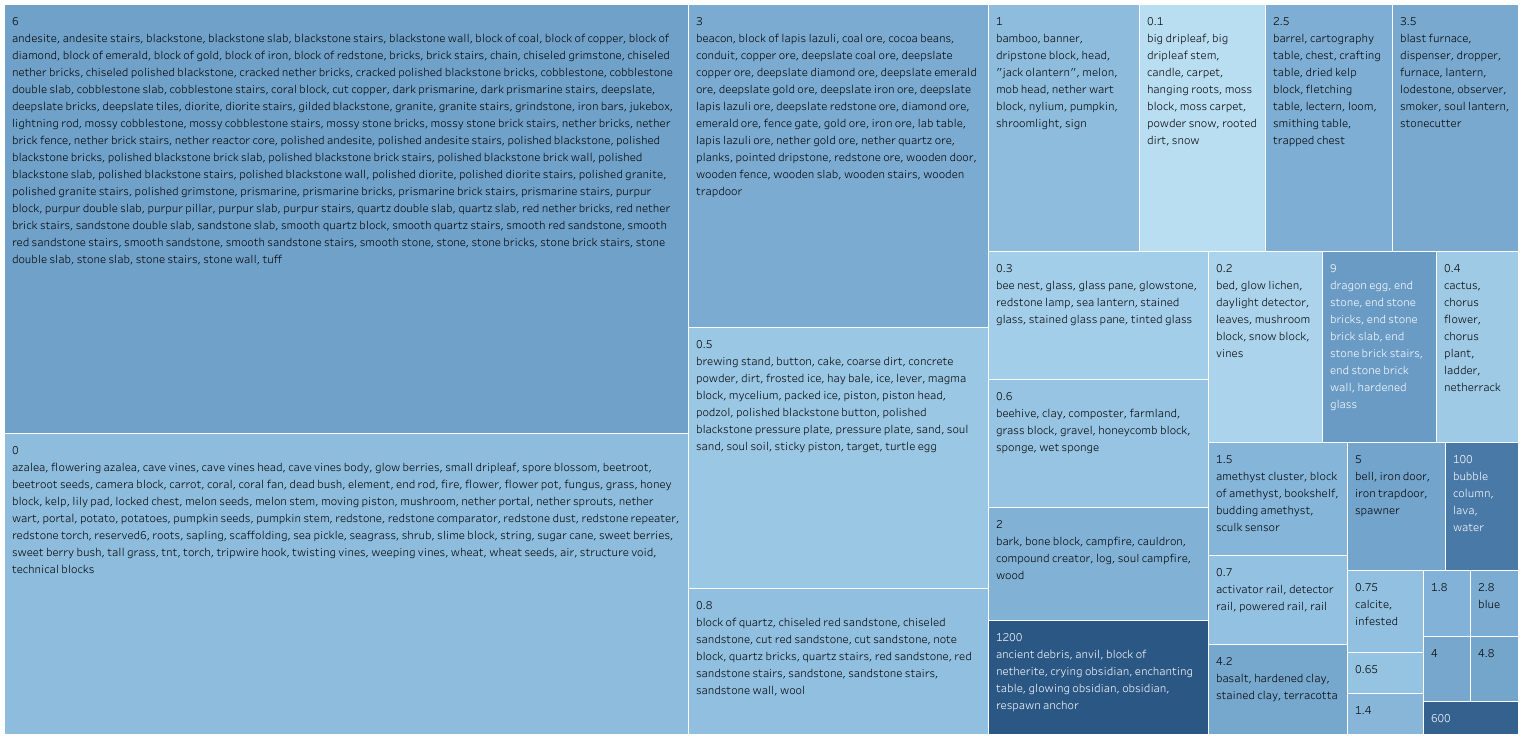 6
andesite, andesite stairs, blackstone, blackstone slab, blackstone stairs, blackstone wall, block of coal, block of copper, block of
diamond, block of emerald, block of gold, block of iron, block of redstone, bricks, brick stairs, chain, chiseled grimstone, chiseled
nether bricks, chiseled polished blackstone, cracked nether bricks, cracked polished blackstone bricks, cobblestone, cobblestone
double slab, cobblestone slab, cobblestone stairs, coral block, cut copper, dark prismarine, dark prismarine stairs, deepslate,
deepslate bricks, deepslate tiles, diorite, diorite stairs, gilded blackstone, granite, granite stairs, grindstone, iron bars, jukebox,
lightning rod, mossy cobblestone, mossy cobblestone stairs, mossy stone bricks, mossy stone brick stairs, nether bricks, nether
brick fence, nether brick stairs, nether reactor core, polished andesite, polished andesite stairs, polished blackstone, polished
blackstone bricks, polished blackstone brick slab, polished blackstone brick stairs, polished blackstone brick wall, polished
blackstone slab, polished blackstone stairs, polished blackstone wall, polished diorite, polished diorite stairs, polished granite,
polished granite stairs, polished grimstone, prismarine, prismarine bricks, prismarine brick stairs, prismarine stairs, purpur
block, purpur double slab, purpur pillar, purpur slab, purpur stairs, quartz double slab, quartz slab, red nether bricks, red nether
brick stairs, sandstone double slab, sandstone slab, smooth quartz block, smooth quartz stairs, smooth red sandstone, smooth
red sandstone stairs, smooth sandstone, smooth sandstone stairs, smooth stone, stone, stone bricks, stone brick stairs, stone
double slab, stone slab, stone stairs, stone wall, tuff
0
azalea, flowering azalea, cave vines, cave vines head, cave vines body, glow berries, small dripleaf, spore blossom, beetroot,
beetroot seeds, camera block, carrot, coral, coral fan, dead bush, element, end rod, fire, flower, flower pot, fungus, grass, honey
block, kelp, lily pad, locked chest, melon seeds, melon stem, moving piston, mushroom, nether portal, nether sprouts, nether
wart, portal, potato, potatoes, pumpkin seeds, pumpkin stem, redstone, redstone comparator, redstone dust, redstone repeater,
redstone torch, reserved6, roots, sapling, scaffolding, sea pickle, seagrass, shrub, slime block, string, sugar cane, sweet berries,
sweet berry bush, tall grass, tnt, torch, tripwire hook, twisting vines, weeping vines, wheat, wheat seeds, air, structure void,
technical blocks
3
beacon, block of lapis lazuli, coal ore, cocoa beans,
conduit, copper ore, deepslate coal ore, deepslate
copper ore, deepslate diamond ore, deepslate emerald
ore, deepslate gold ore, deepslate iron ore, deepslate
lapis lazuli ore, deepslate redstone ore, diamond ore,
emerald ore, fence gate, gold ore, iron ore, lab table,
lapis lazuli ore, nether gold ore, nether quartz ore,
planks, pointed dripstone, redstone ore, wooden door,
wooden fence, wooden slab, wooden stairs, wooden
trapdoor
0.5
brewing stand, button, cake, coarse dirt, concrete
powder, dirt, frosted ice, hay bale, ice, lever, magma
block, mycelium, packed ice, piston, piston head,
podzol, polished blackstone button, polished
blackstone pressure plate, pressure plate, sand, soul
sand, soul soil, sticky piston, target, turtle egg
0.8
block of quartz, chiseled red sandstone, chiseled
sandstone, cut red sandstone, cut sandstone, note
block, quartz bricks, quartz stairs, red sandstone, red
sandstone stairs, sandstone, sandstone stairs,
sandstone wall, wool
1
bamboo, banner,
dripstone block, head,
"jack olantern", melon,
mob head, nether wart
block, nylium, pumpkin,
shroomlight, sign
0.1
big dripleaf, big
dripleaf stem,
candle, carpet,
hanging roots, moss
block, moss carpet,
powder snow, rooted
dirt, snow
2.5
barrel, cartography
table, chest, crafting
table, dried kelp
block, fletching
table, lectern, loom,
smithing table,
trapped chest
3.5
blast furnace,
dispenser, dropper,
furnace, lantern,
lodestone, observer,
smoker, soul lantern,
stonecutter
0.3
bee nest, glass, glass pane, glowstone,
redstone lamp, sea lantern, stained
glass, stained glass pane, tinted glass
0.6
beehive, clay, composter, farmland,
grass block, gravel, honeycomb block,
sponge, wet sponge
2
bark, bone block, campfire, cauldron,
compound creator, log, soul campfire,
wood
1200
ancient debris, anvil, block of
netherite, crying obsidian, enchanting
table, glowing obsidian, obsidian,
respawn anchor
0.2
bed, glow lichen,
daylight detector,
leaves, mushroom
block, snow block,
vines
9
dragon egg, end
stone, end stone
bricks, end stone
brick slab, end
stone brick stairs,
end stone brick
wall, hardened
glass
0.4
cactus,
chorus
flower,
chorus
plant,
ladder,
netherrack
1.5
amethyst cluster, block
of amethyst, bookshelf,
budding amethyst,
sculk sensor
5
bell, iron door,
iron trapdoor,
spawner
100
bubble
column,
lava,
water
0.7
activator rail, detector
rail, powered rail, rail
4.2
basalt, hardened clay,
stained clay, terracotta
0.75
calcite,
infested
0.65
1.4
1.8
2.8
blue
4
4.8
600